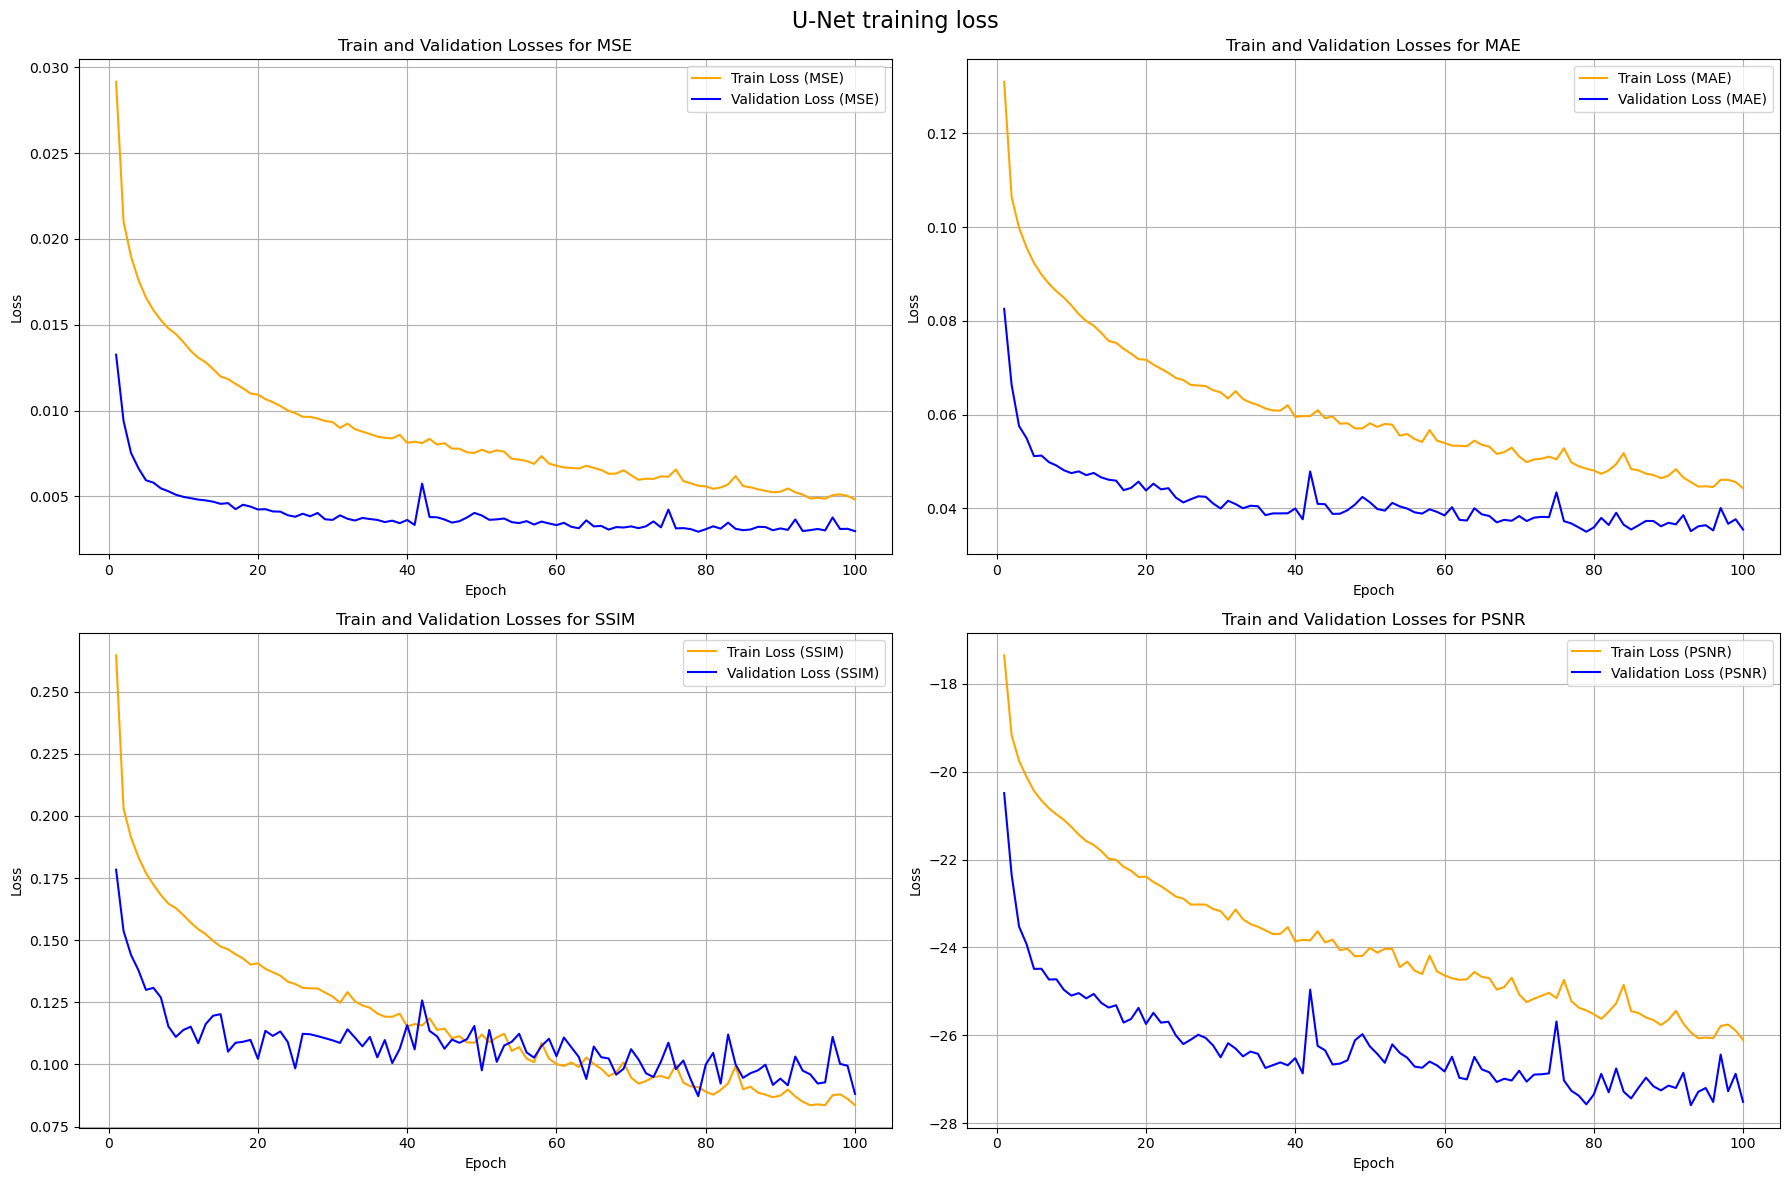 U-Net training loss
Train and Validation Losses for MSE
Train Loss (MSE)
Validation Loss (MSE)
Loss
0.030
0.025
0.020
0.015
0.010
0.005
0
20
40
60
80
100
Epoch
Train and Validation Losses for MAE
Train Loss (MAE)
Validation Loss (MAE)
Loss
0.12
0.10
0.08
0.06
0.04
0
20
40
60
80
100
Epoch
Train and Validation Losses for SSIM
Train Loss (SSIM)
Validation Loss (SSIM)
Loss
0.250
0.225
0.200
0.175
0.150
0.125
0.100
0.075
0
20
40
60
80
100
Epoch
Train and Validation Losses for PSNR
Train Loss (PSNR)
Validation Loss (PSNR)
Loss
−18
−20
−22
−24
−26
−28
0
20
40
60
80
100
Epoch